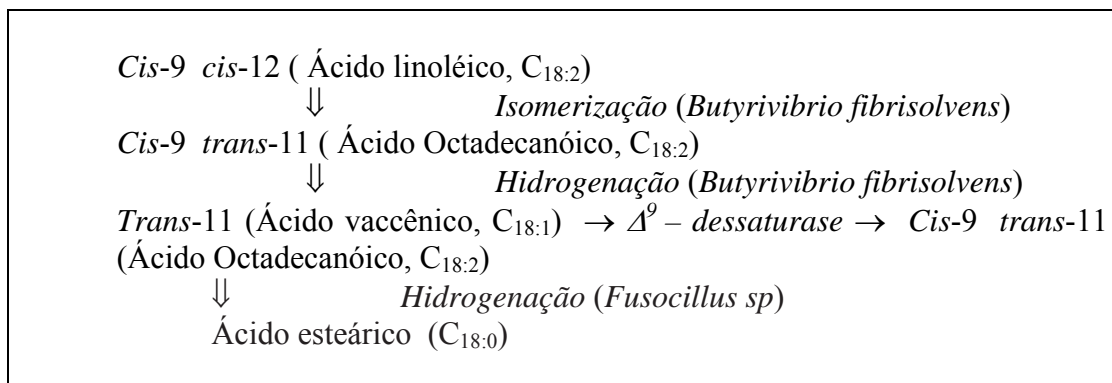 Cis-9 cis-12 ( Ácido linoléico, C18:2)
⇓ Isomerização (Butyrivibrio fibrisolvens)
Cis-9 trans-11 ( Ácido Octadecanóico, C18:2)
⇓ Hidrogenação (Butyrivibrio fibrisolvens)
Trans-11 (Ácido vaccênico, C18:1) → Δ9 – dessaturase → Cis-9 trans-11
(Ácido Octadecanóico, C18:2)
⇓ Hidrogenação (Fusocillus sp)
Ácido esteárico (C18:0)